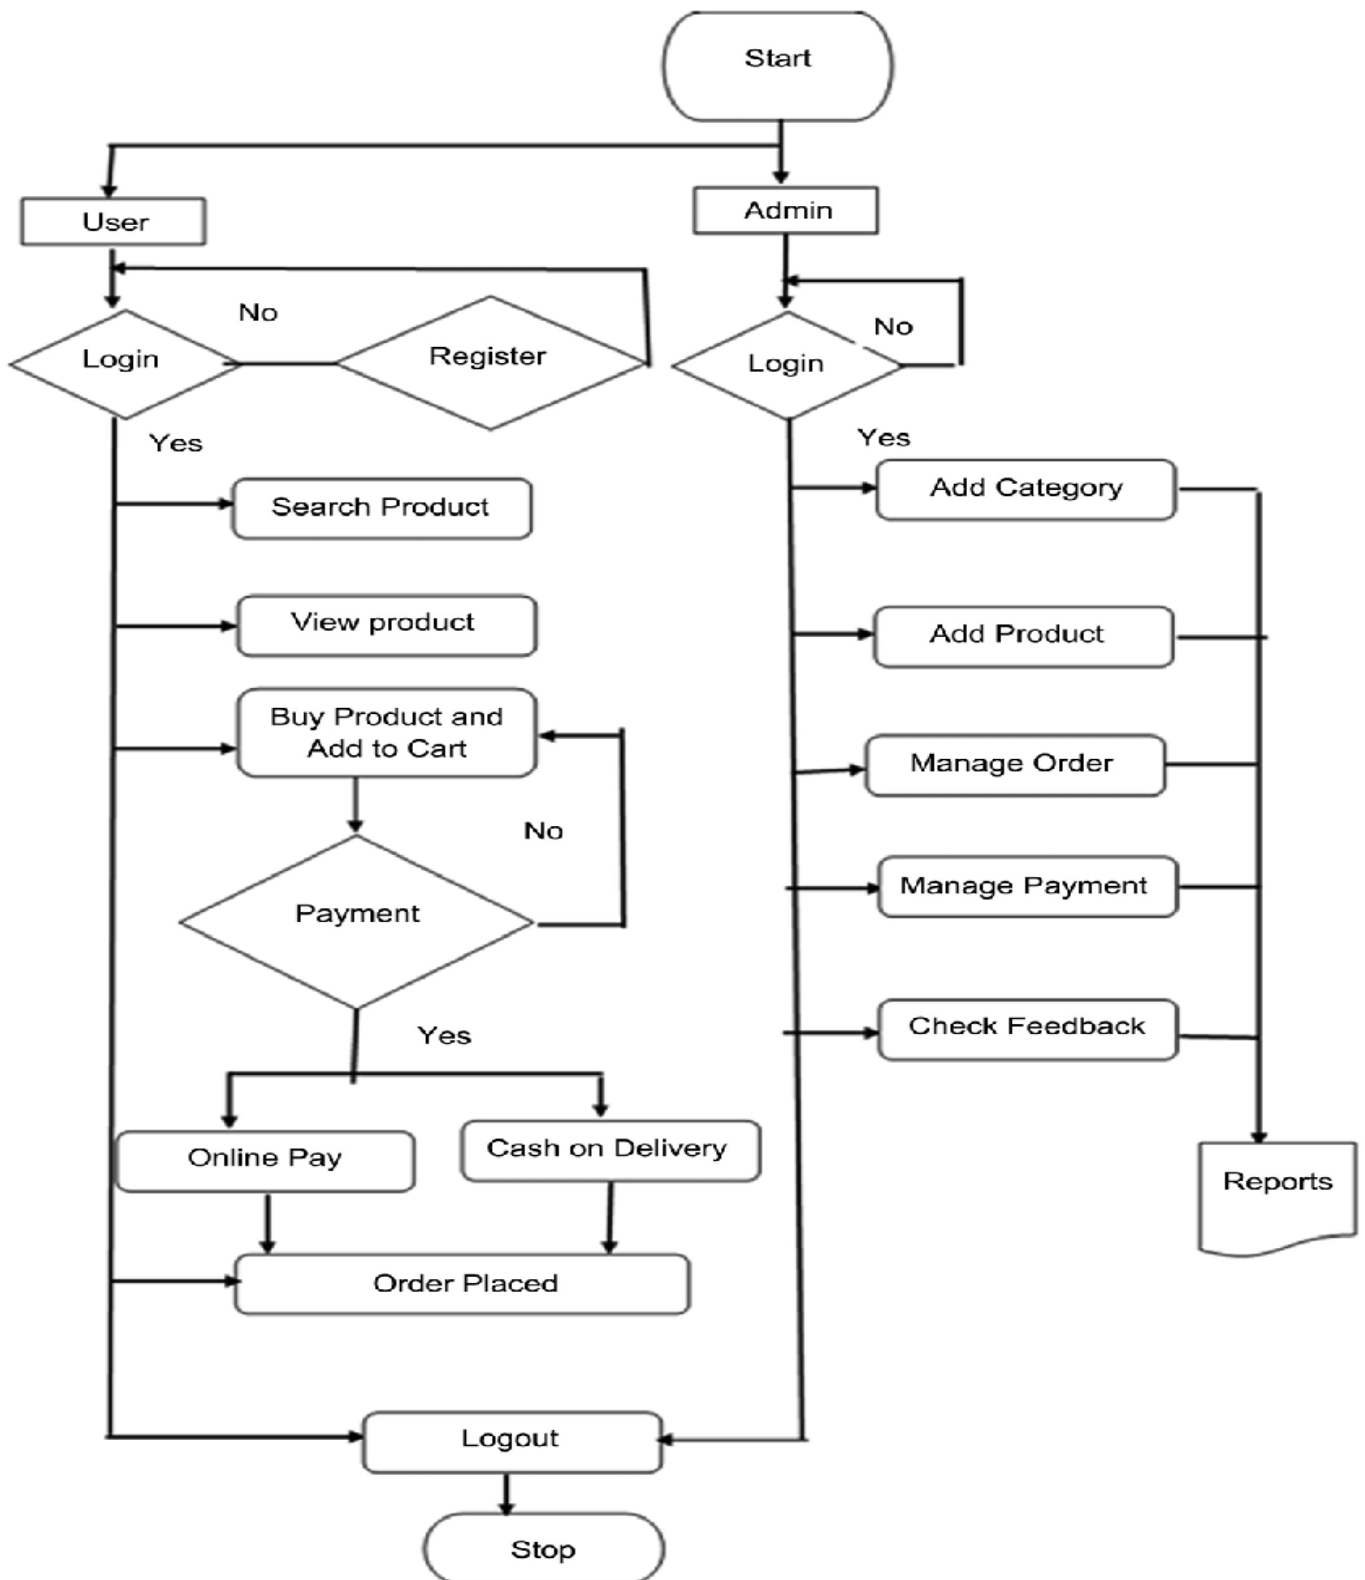 Start
User
Admin
No
Login
Register
No
Login
Yes
Yes
Search Product
Add Category
View product
Add Product
Buy Product and
Add to Cart
Manage Order
No
Manage Payment
Payment
Yes
Check Feedback
Online Pay
Cash on Delivery
Reports
Order Placed
Logout
Stop